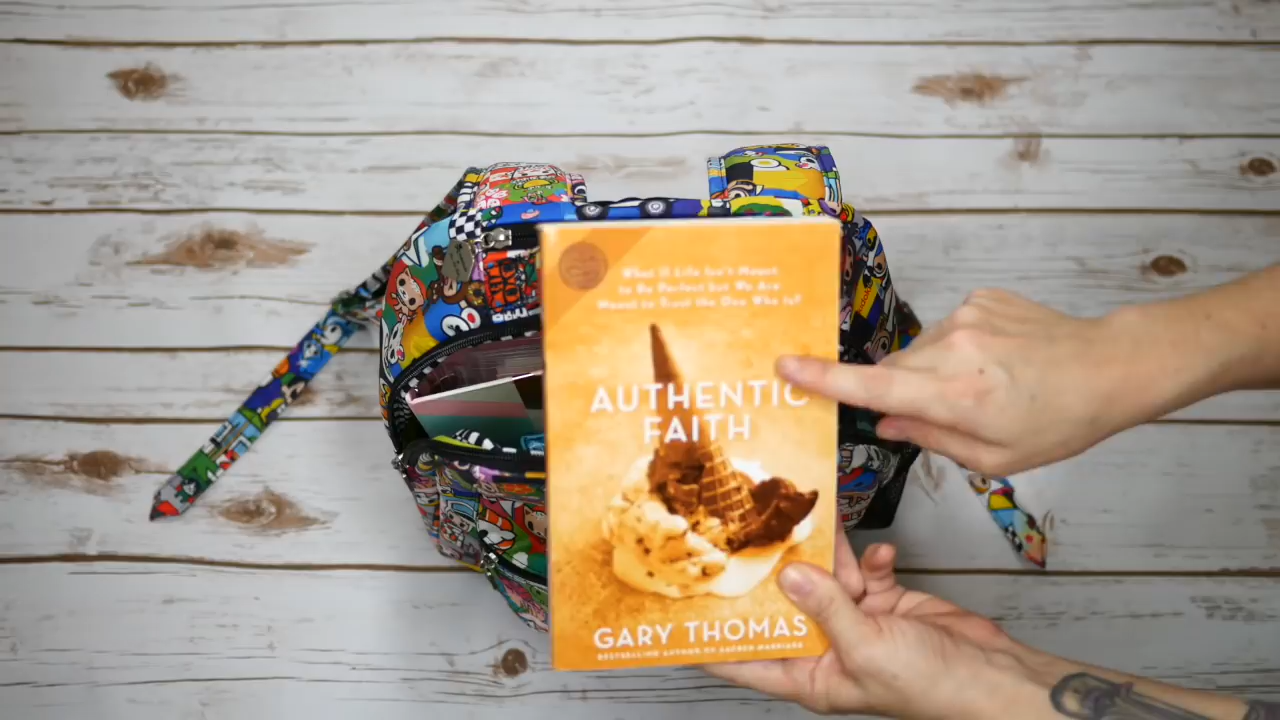 What If Life Isn't Meant
to Be Perfect but We Are
Meant to Trust the One Who Is?
AUTHENTIC
FAITH
GARY THOMAS
BESTSELLING AUTHOR OF SACRED MARRIAGE